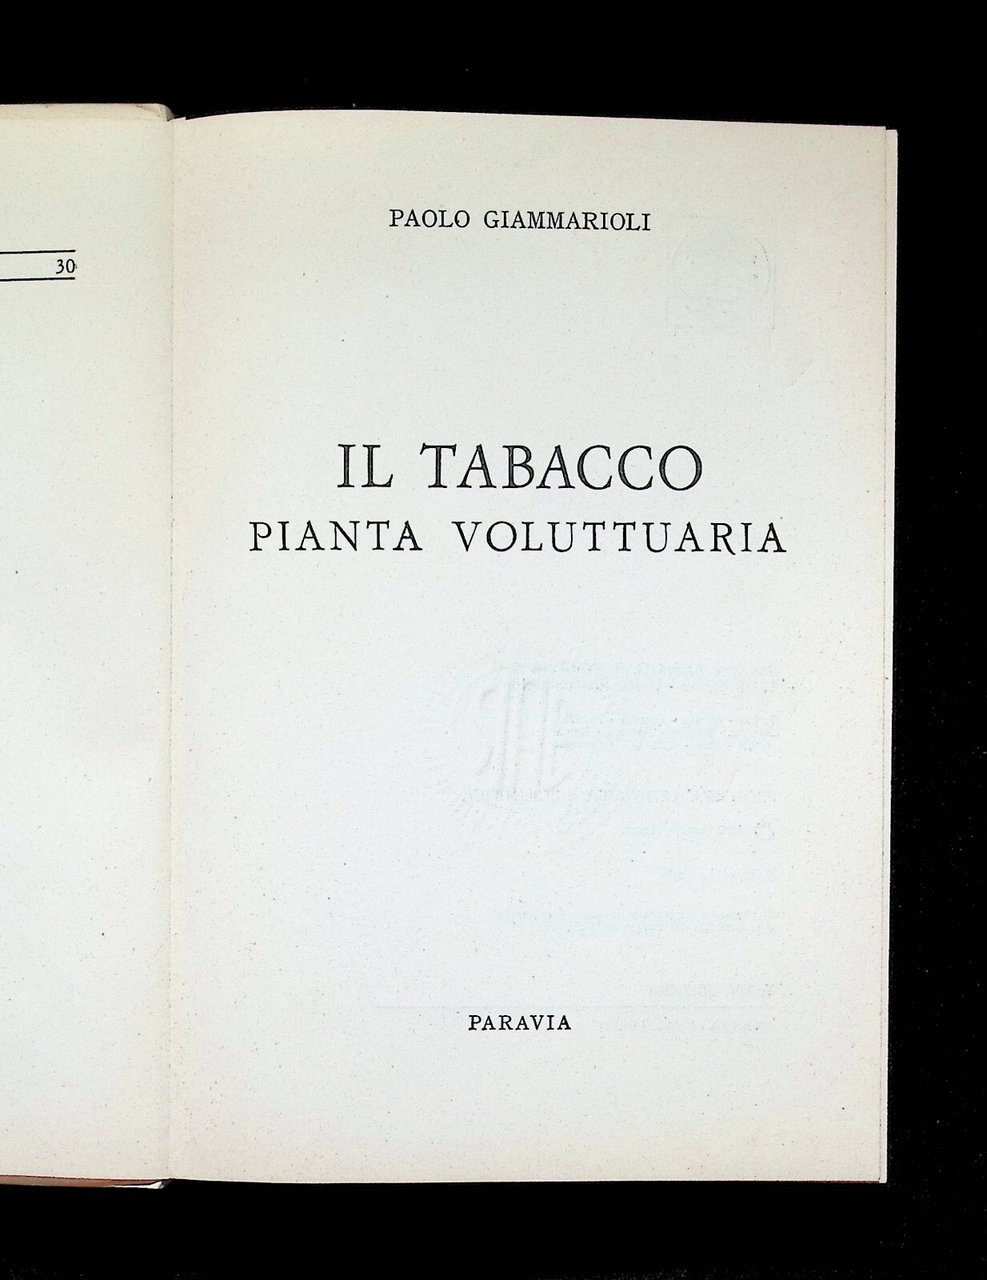 30
PAOLO GIAMMARIOLI
IL TABACCO
PIANTA VOLUTTUARIA
PARAVIA